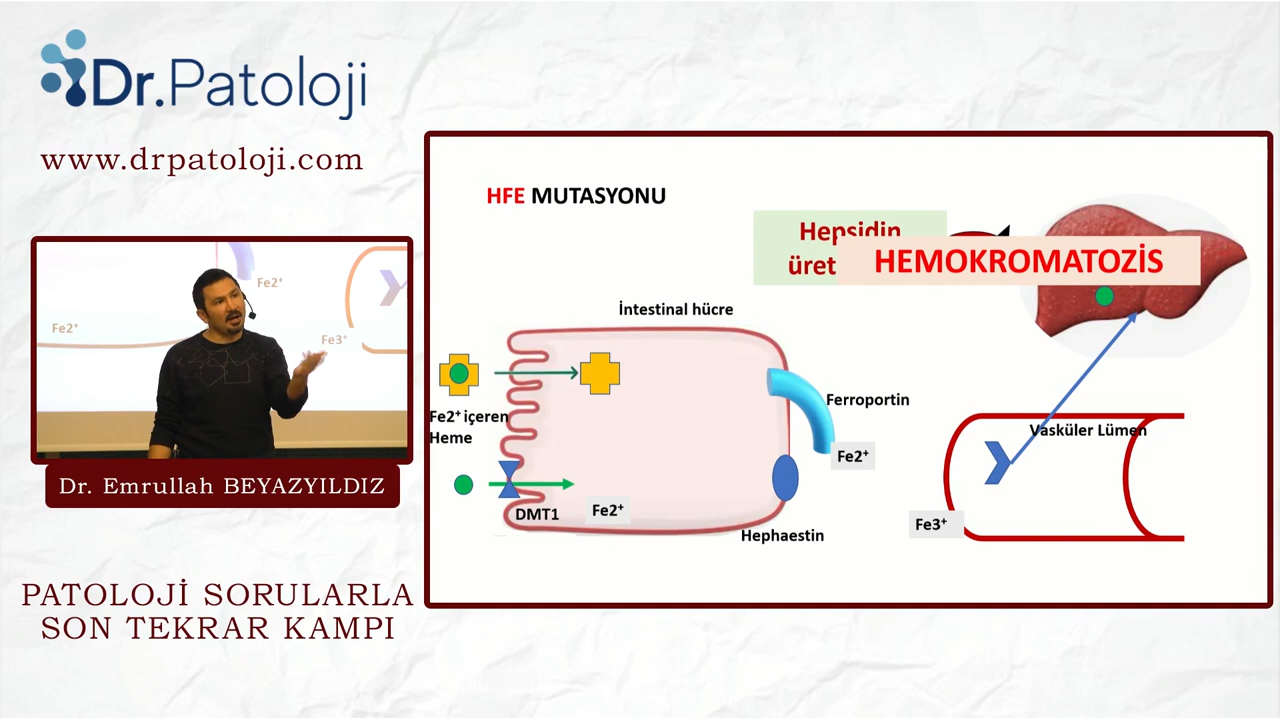 Dr.Patoloji
www.drpatoloji.com
Fe2⁺
Fe2⁺
Fe3⁺
Dr. Emrullah BEYAZYILDIZ
PATOLOJİ SORULARLA
SON TEKRAR KAMPI
HFE MUTASYONU
Hepsidin
HEMOKROMATOZİS
İntestinal hücre
Fe2⁺ içeren
Heme
Ferroportin
Fe2⁺
Vasküler Lümen
DMT1
Fe2⁺
Hephaestin
Fe3⁺